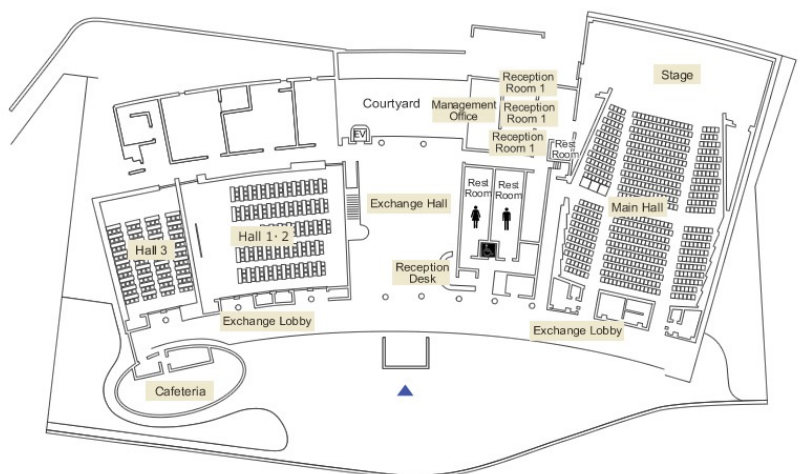 Reception
Room 1
Stage
Courtyard
Management
Office
Reception
Room 1
Reception
Room 1
EV
Rest
Room
Rest
Room
Rest
Room
Exchange Hall
Main Hall
Hall 1・2
Hall 3
Reception
Desk
Exchange Lobby
Exchange Lobby
Cafeteria